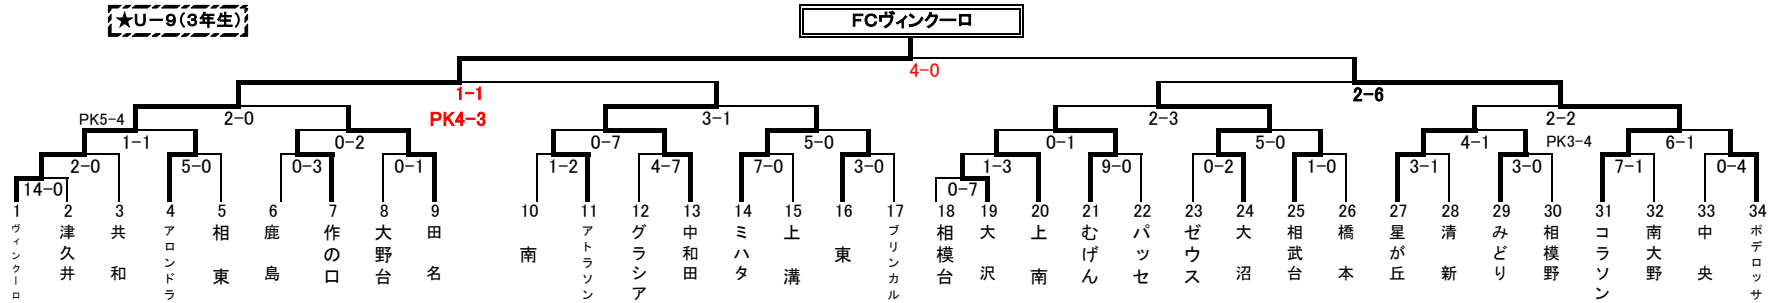 ★U－9(3年生)
FCヴィンクーロ
4-0
1-1
2-6
PK5-4
2-0
PK4-3
3-1
2-3
2-2
1-1
0-2
0-7
5-0
0-1
5-0
4-1
PK3-4
6-1
2-0
5-0
0-3
0-1
1-2
4-7
7-0
3-0
1-3
9-0
0-2
1-0
3-1
3-0
7-1
0-4
14-0
0-7
1 ヴィンクーロ
2 津久井
3 共和
4 アロンドラ
5 相東
6 鹿島
7 作の口
8 大野台
9 田名
10 南
11 アトラソン
12 グラシア
13 中和田
14 ミハタ
15 上溝
16 東
17 ブリンカル
18 相模台
19 大沢
20 上南
21 むげん
22 パッセ
23 ゼウス
24 大沼
25 相武台
26 橋本
27 星が丘
28 清新
29 みどり
30 相模野
31 コラソン
32 南大野
33 中央
34 ポデロッサ